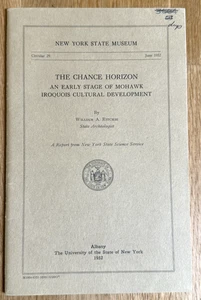 NEW YORK STATE MUSEUM
Circular 29
June 1952
THE CHANCE HORIZON
AN EARLY STAGE OF MOHAWK
IROQUOIS CULTURAL DEVELOPMENT
by
WILLIAM A. RITCHIE
State Archeologist
A Report from New York State Science Service
Albany
The University of the State of New York
1952